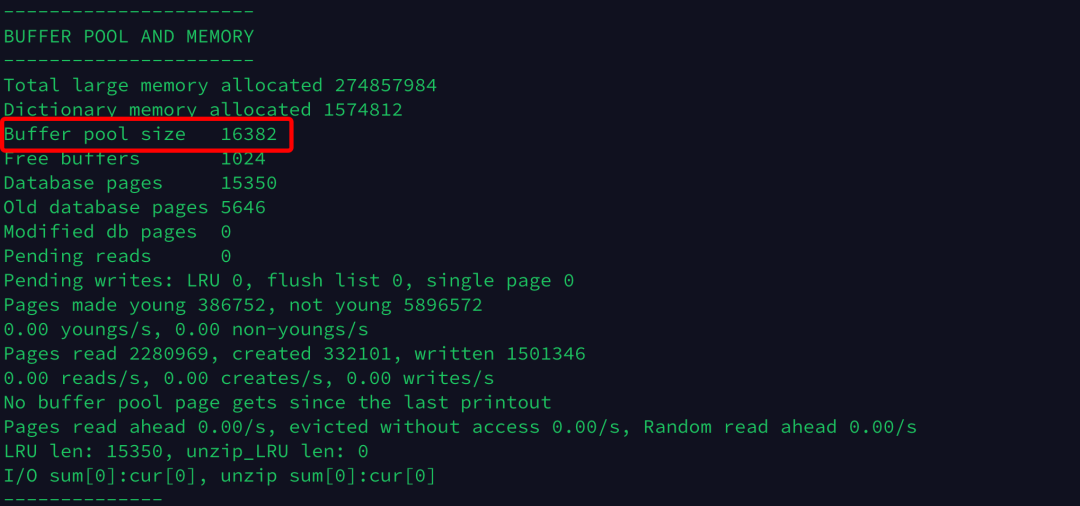 ----------------------
BUFFER POOL AND MEMORY
----------------------
Total large memory allocated 274857984
Dictionary memory allocated 1574812
Buffer pool size   16382
Free buffers       1024
Database pages     15350
Old database pages 5646
Modified db pages  0
Pending reads      0
Pending writes: LRU 0, flush list 0, single page 0
Pages made young 386752, not young 5896572
0.00 youngs/s, 0.00 non-youngs/s
Pages read 2280969, created 332101, written 1501346
0.00 reads/s, 0.00 creates/s, 0.00 writes/s
No buffer pool page gets since the last printout
Pages read ahead 0.00/s, evicted without access 0.00/s, Random read ahead 0.00/s
LRU len: 15350, unzip_LRU len: 0
I/O sum[0]:cur[0], unzip sum[0]:cur[0]
--------------